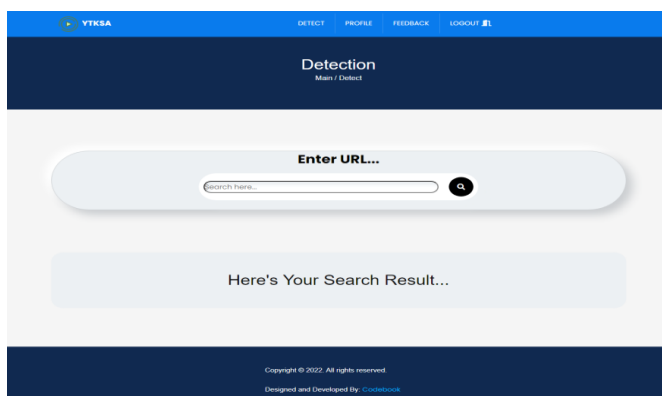 YTKSA DETECT PROFILE FEEDBACK LOGOUT
Detection
Main / Detect
Enter URL...
Search here...
Here's Your Search Result...
Copyright © 2022. All rights reserved.
Designed and Developed By: Codebook